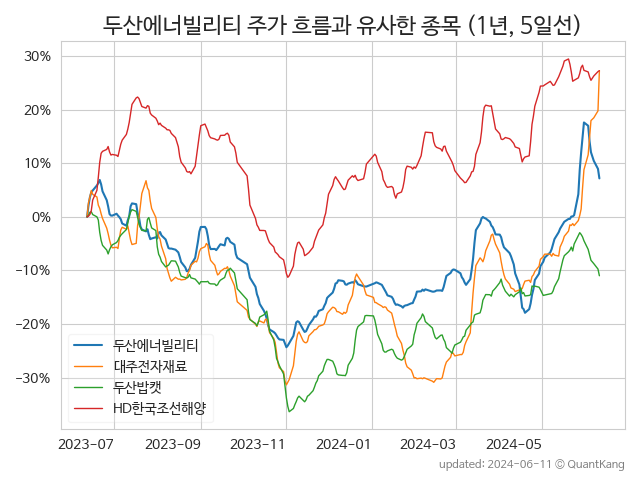 두산에너빌리티 주가 흐름과 유사한 종목 (1년, 5일선)
30%
20%
10%
0%
−10%
−20%
−30%
두산에너빌리티
대주전자재료
두산밥캣
HD한국조선해양
2023-07
2023-09
2023-11
2024-01
2024-03
2024-05
updated: 2024-06-11 © QuantKang